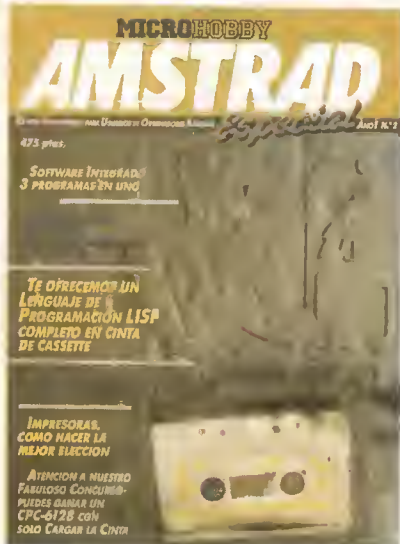 MICROHOBBY
AMSTRAD
Especial
AÑO I N.º 2
475 ptas.
SOFTWARE INTEGRADO
3 PROGRAMAS EN UNO
TE OFRECEMOS UN
LENGUAJE DE
PROGRAMACIÓN LISP
COMPLETO EN CINTA
DE CASSETTE
IMPRESORAS,
COMO HACER LA
MEJOR ELECCION
ATENCION A NUESTRO
FABULOSO CONCURSO-
PUEDES GANAR UN
CPC-6128 CON
SOLO CARGAR LA CINTA